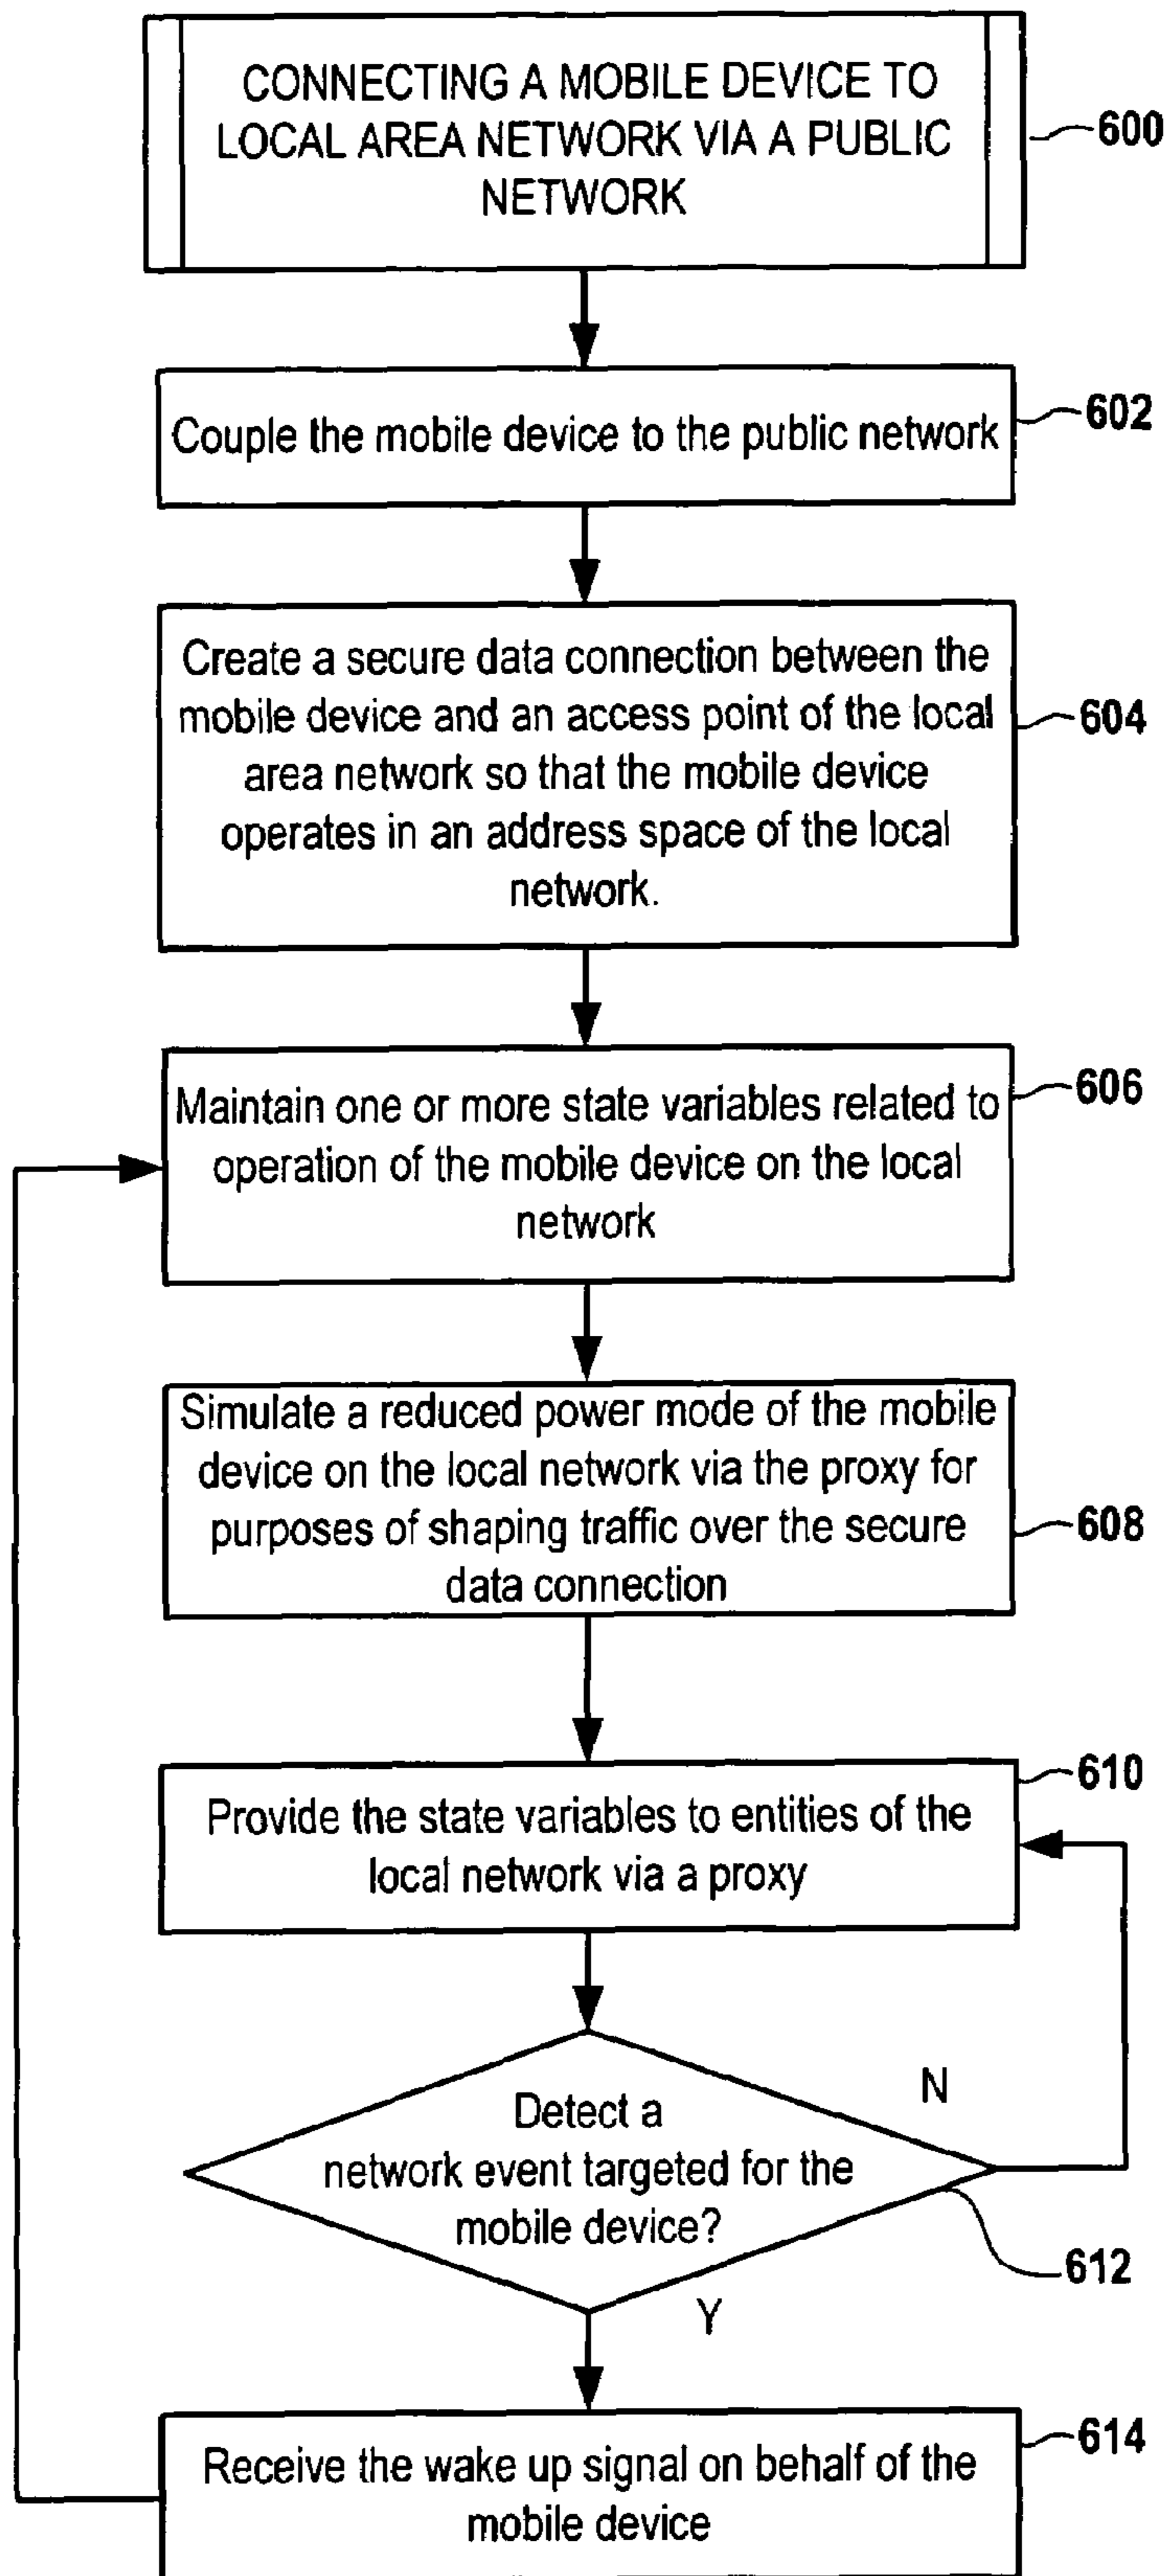 CONNECTING A MOBILE DEVICE TO
LOCAL AREA NETWORK VIA A PUBLIC
NETWORK
600
Couple the mobile device to the public network
602
Create a secure data connection between the
mobile device and an access point of the local
area network so that the mobile device
operates in an address space of the local
network.
604
Maintain one or more state variables related to
operation of the mobile device on the local
network
606
Simulate a reduced power mode of the mobile
device on the local network via the proxy for
purposes of shaping traffic over the secure
data connection
608
Provide the state variables to entities of the
local network via a proxy
610
Detect a
network event targeted for the
mobile device?
N
612
Y
Receive the wake up signal on behalf of the
mobile device
614